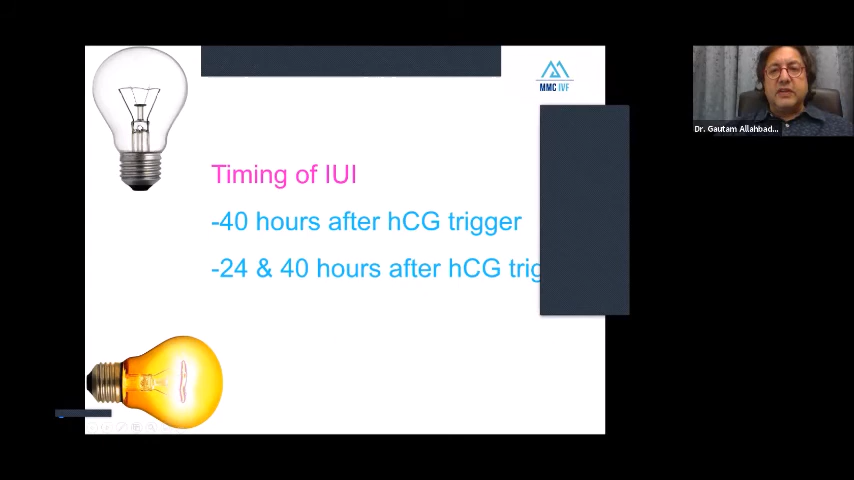 MMC IVF
Timing of IUI
-40 hours after hCG trigger
-24 & 40 hours after hCG trig
Dr. Gautam Allahbad...